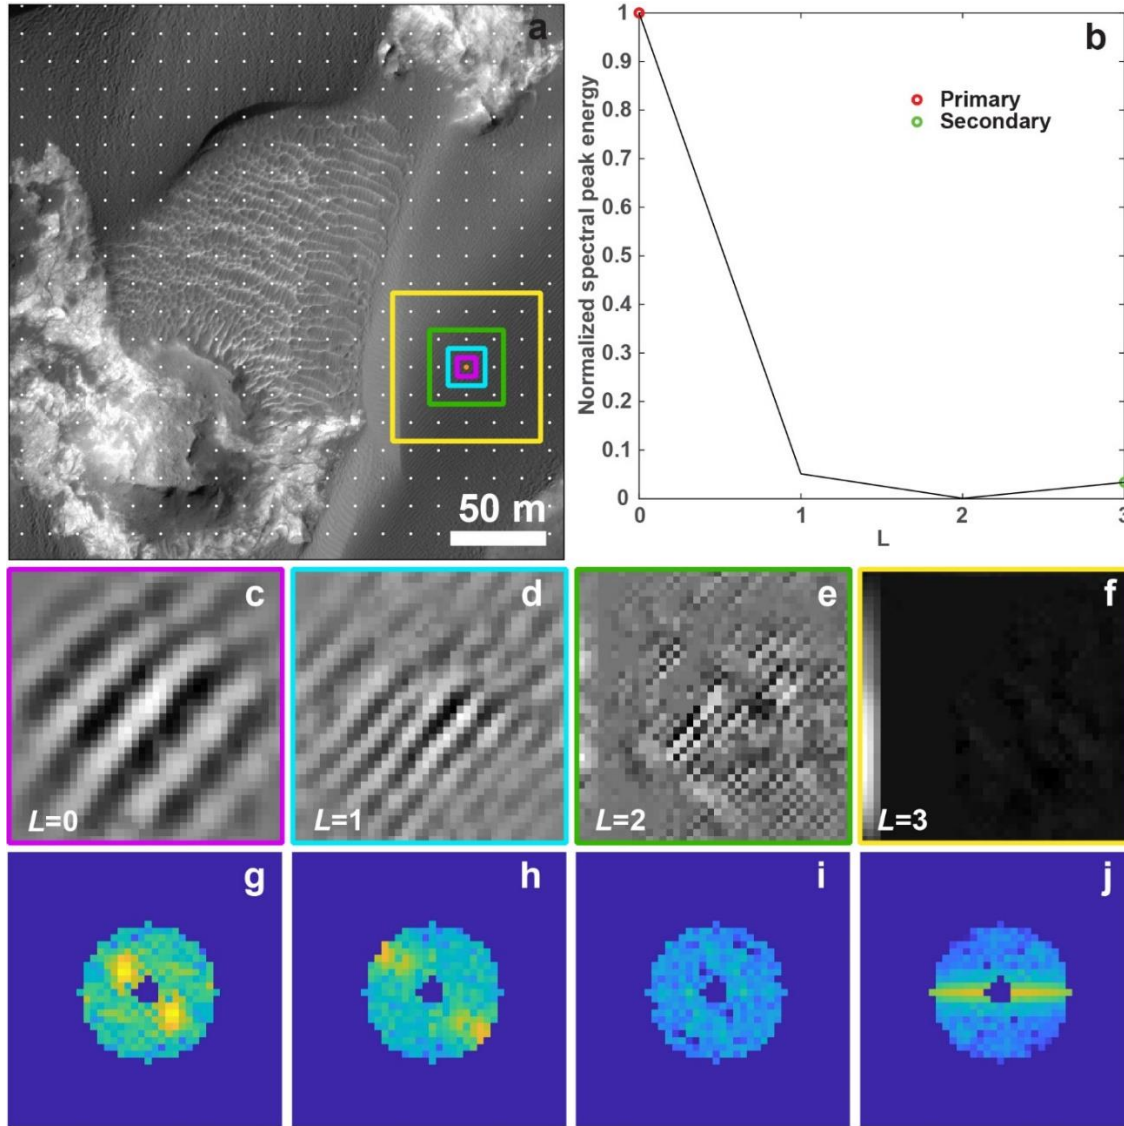 a
50 m
b
Normalized spectral peak energy
1
0.9
0.8
0.7
0.6
0.5
0.4
0.3
0.2
0.1
0
Primary
Secondary
0 1 2 3
L
c
L=0
d
L=1
e
L=2
f
L=3
g
h
i
j